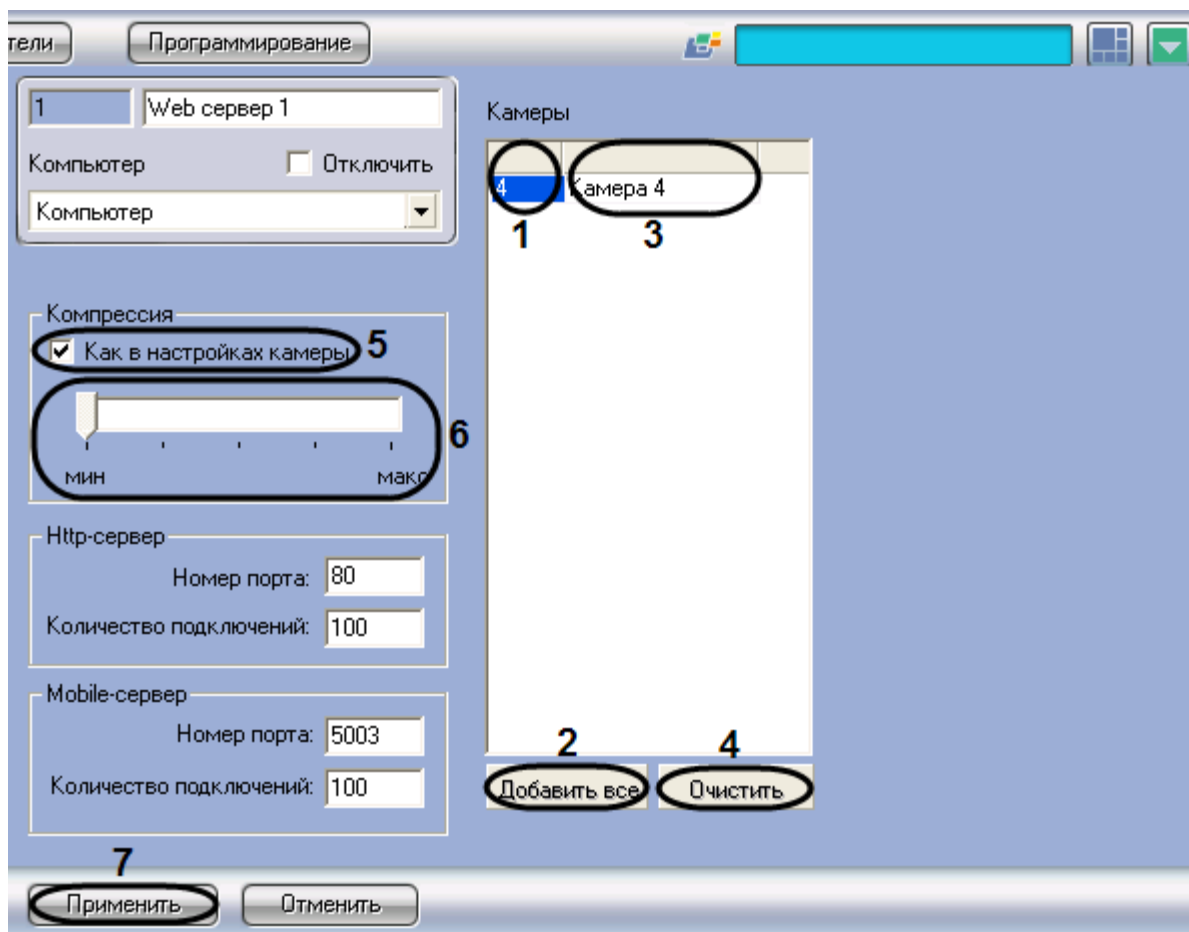 тели
Программирование
1
Web сервер 1
Компьютер
Отключить
Компьютер
Компрессия
Как в настройках камеры
5
6
мин
макс
Http-сервер
Номер порта: 80
Количество подключений: 100
Mobile-сервер
Номер порта: 5003
Количество подключений: 100
Камеры
4
Камера 4
1
3
2
4
Добавить все
Очистить
7
Применить
Отменить